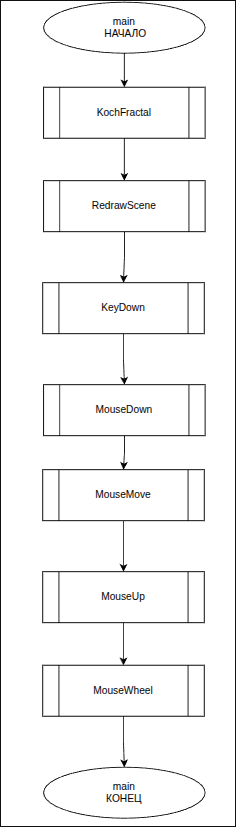 main
НАЧАЛО
KochFractal
RedrawScene
KeyDown
MouseDown
MouseMove
MouseUp
MouseWheel
main
КОНЕЦ